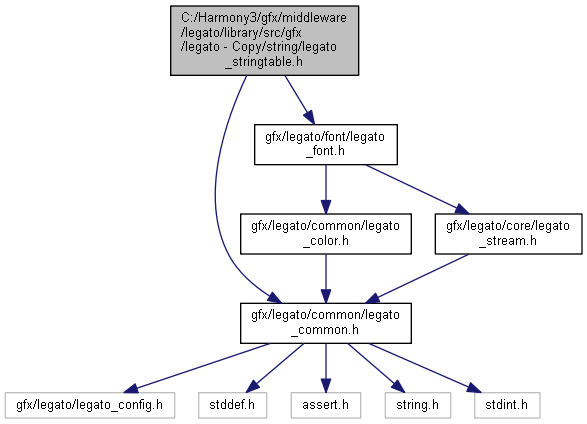 C:/Harmony3/gfx/middleware
/legato/library/src/gfx
/legato - Copy/string/legato
_stringtable.h
gfx/legato/font/legato
_font.h
gfx/legato/common/legato
_color.h
gfx/legato/core/legato
_stream.h
gfx/legato/common/legato
_common.h
gfx/legato/legato_config.h
stddef.h
assert.h
string.h
stdint.h